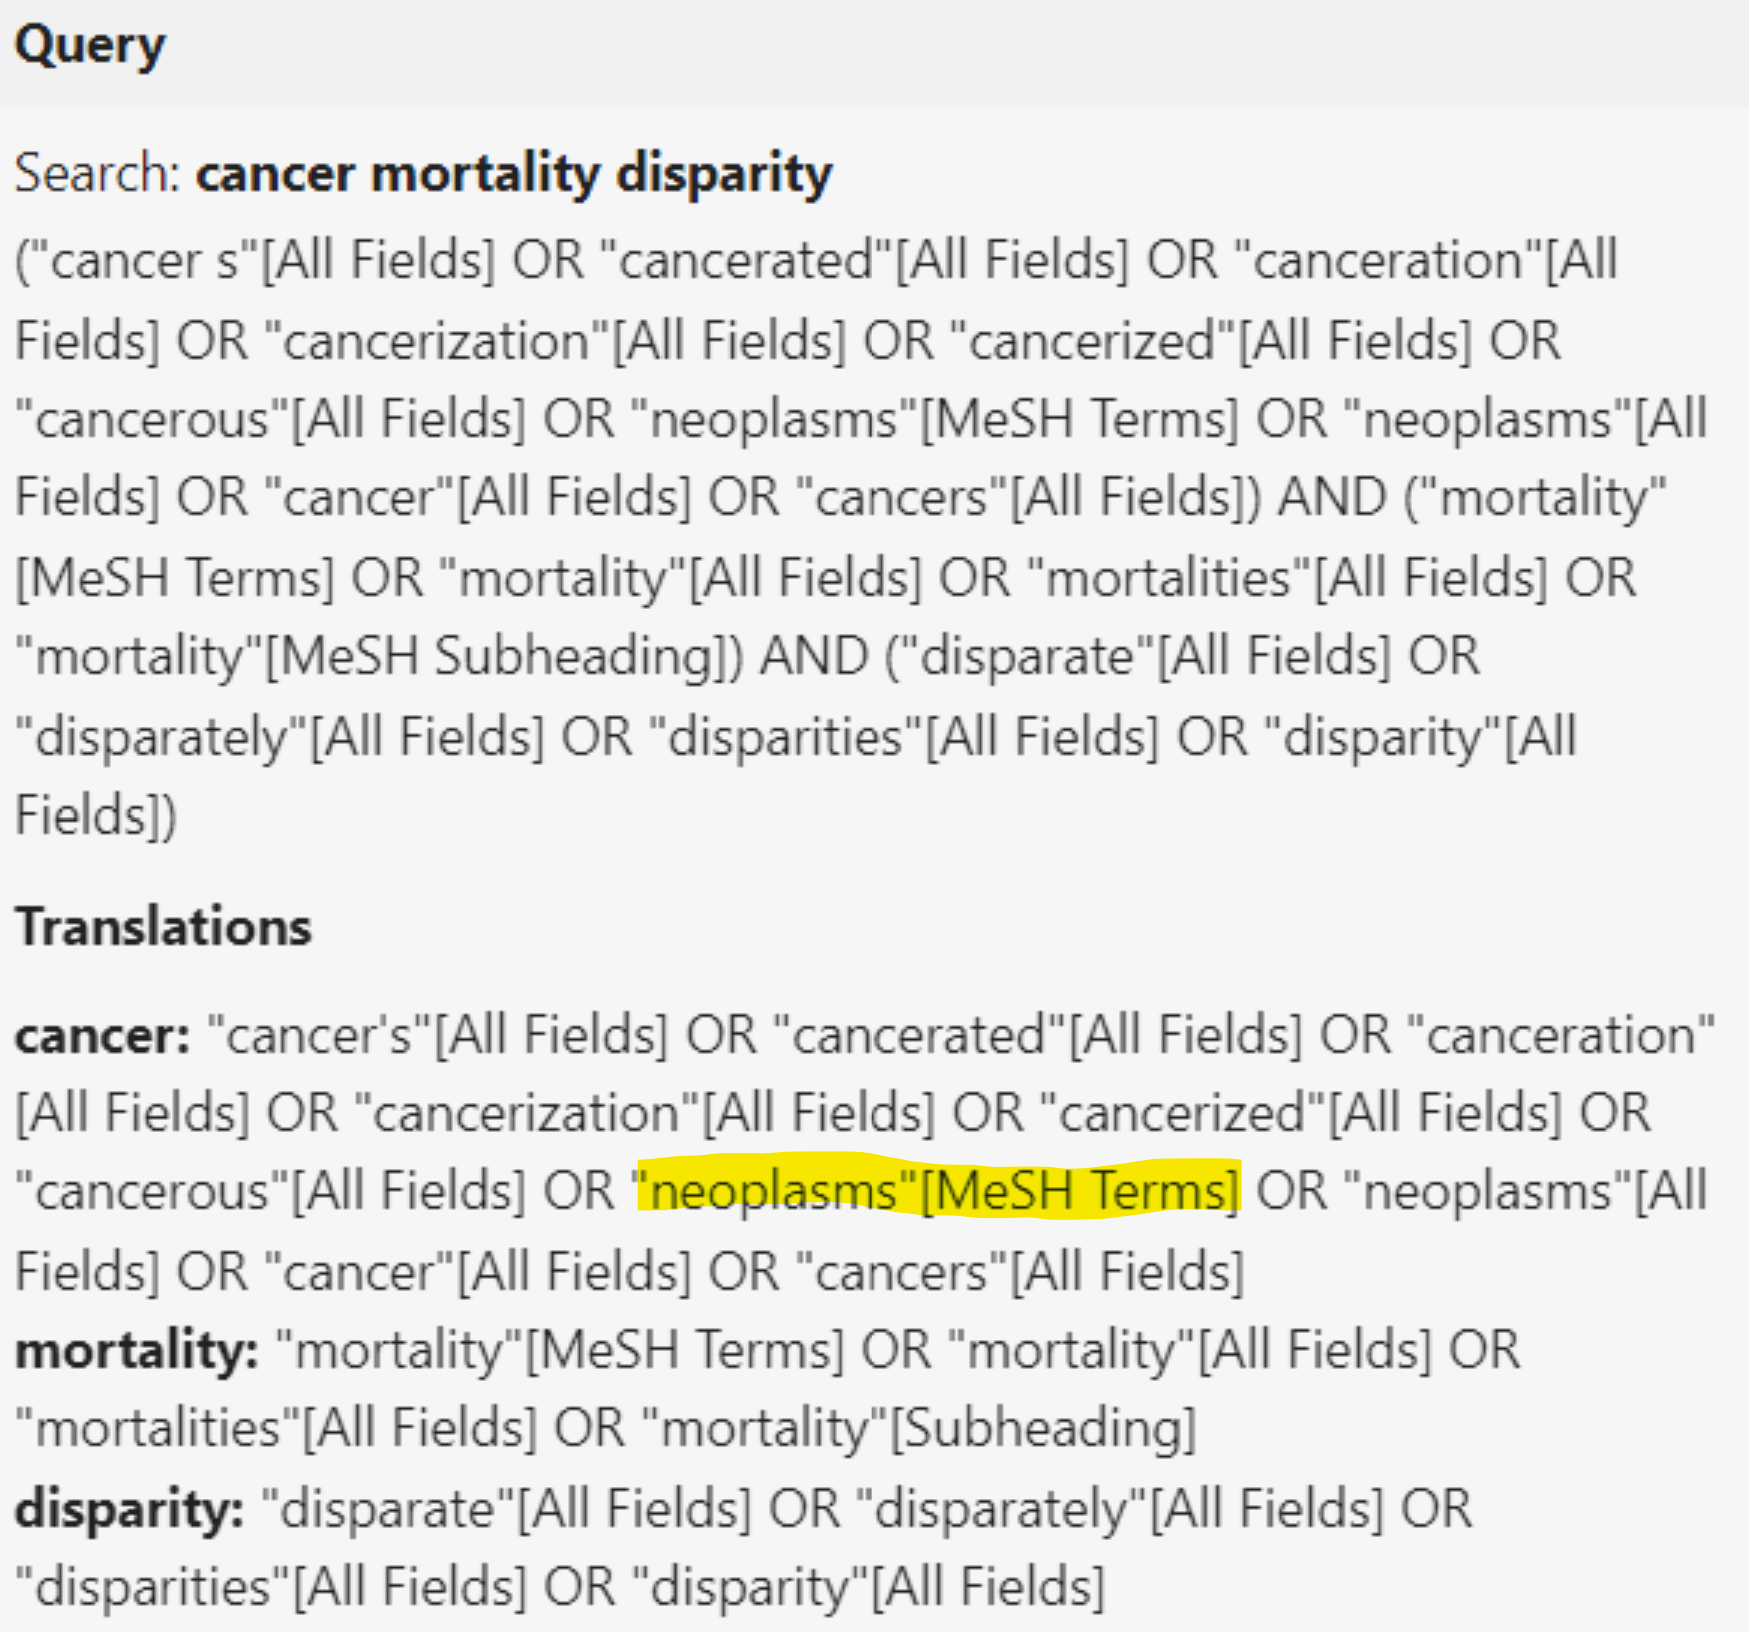 Query
Search: cancer mortality disparity
("cancer s"[All Fields] OR "cancerated"[All Fields] OR "canceration"[All
Fields] OR "cancerization"[All Fields] OR "cancerized"[All Fields] OR
"cancerous"[All Fields] OR "neoplasms"[MeSH Terms] OR "neoplasms"[All
Fields] OR "cancer"[All Fields] OR "cancers"[All Fields]) AND ("mortality"
[MeSH Terms] OR "mortality"[All Fields] OR "mortalities"[All Fields] OR
"mortality"[MeSH Subheading]) AND ("disparate"[All Fields] OR
"disparately"[All Fields] OR "disparities"[All Fields] OR "disparity"[All
Fields])
Translations
cancer: "cancer's"[All Fields] OR "cancerated"[All Fields] OR "canceration"
[All Fields] OR "cancerization"[All Fields] OR "cancerized"[All Fields] OR
"cancerous"[All Fields] OR "neoplasms"[MeSH Terms] OR "neoplasms"[All
Fields] OR "cancer"[All Fields] OR "cancers"[All Fields]
mortality: "mortality"[MeSH Terms] OR "mortality"[All Fields] OR
"mortalities"[All Fields] OR "mortality"[Subheading]
disparity: "disparate"[All Fields] OR "disparately"[All Fields] OR
"disparities"[All Fields] OR "disparity"[All Fields]